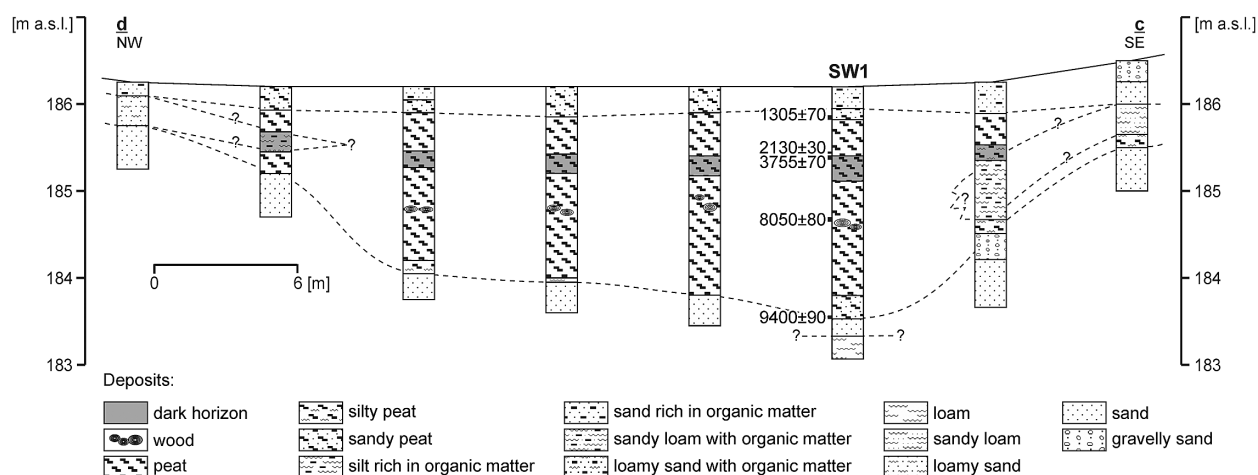 [m a.s.l.] d c [m a.s.l.]
NW SE
SW1
186 1305±70 186
? ?
2130±30
? ? 3755±70 ?
185 ? 185
8050±80
184 0 6 [m] 184
9400±90
? ?
183 183
Deposits:
dark horizon silty peat sand rich in organic matter loam sand
wood sandy peat sandy loam with organic matter sandy loam gravelly sand
peat silt rich in organic matter loamy sand with organic matter loamy sand